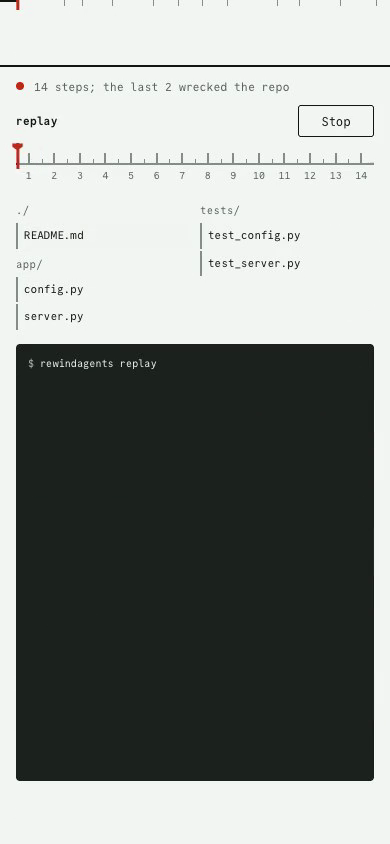 14 steps; the last 2 wrecked the repo
replay
Stop
1 2 3 4 5 6 7 8 9 10 11 12 13 14
./
README.md
app/
config.py
server.py
tests/
test_config.py
test_server.py
$ rewindagents replay